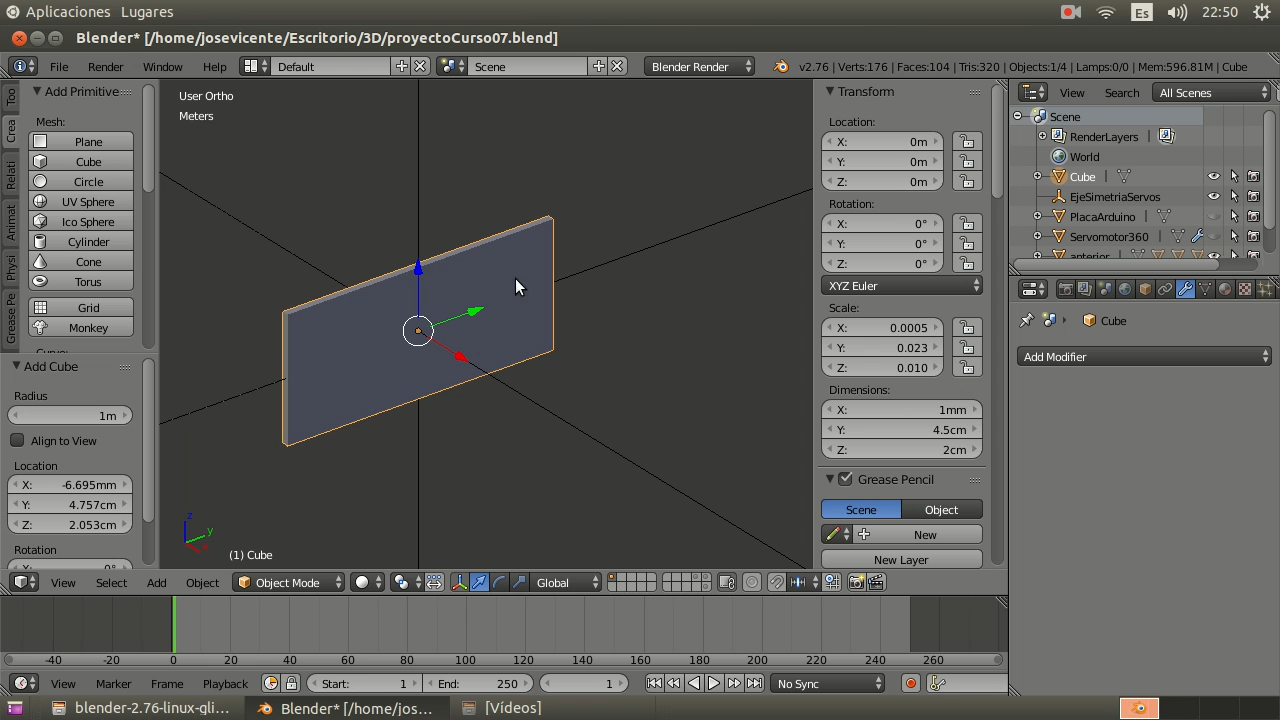 Aplicaciones Lugares Es 22:50
Blender* [/home/josevicente/Escritorio/3D/proyectoCurso07.blend]
File Render Window Help Default Scene Blender Render v2.76 | Verts:176 | Faces:104 | Tris:320 | Objects:1/4 | Lamps:0/0 | Mem:596.81M | Cube
View Search All Scenes
Too
Crea
Relati
Animat
Physi
Grease Pe
Add Primitive
Mesh:
Plane
Cube
Circle
UV Sphere
Ico Sphere
Cylinder
Cone
Torus
Grid
Monkey
Add Cube
Radius
1m
Align to View
Location
X: -6.695mm
Y: 4.757cm
Z: 2.053cm
Rotation
User Ortho
Meters
z
y
(1) Cube
Transform
Location:
X: 0m
Y: 0m
Z: 0m
Rotation:
X: 0°
Y: 0°
Z: 0°
XYZ Euler
Scale:
X: 0.0005
Y: 0.023
Z: 0.010
Dimensions:
X: 1mm
Y: 4.5cm
Z: 2cm
Grease Pencil
Scene Object
New
New Layer
Scene
RenderLayers
World
Cube
EjeSimetriaServos
PlacaArduino
Servomotor360
anterior
Cube
Add Modifier
View Select Add Object Object Mode Global
-40 -20 0 20 40 60 80 100 120 140 160 180 200 220 240 260
View Marker Frame Playback Start: 1 End: 250 1 No Sync
blender-2.76-linux-gli... Blender* [/home/jos... [Vídeos]